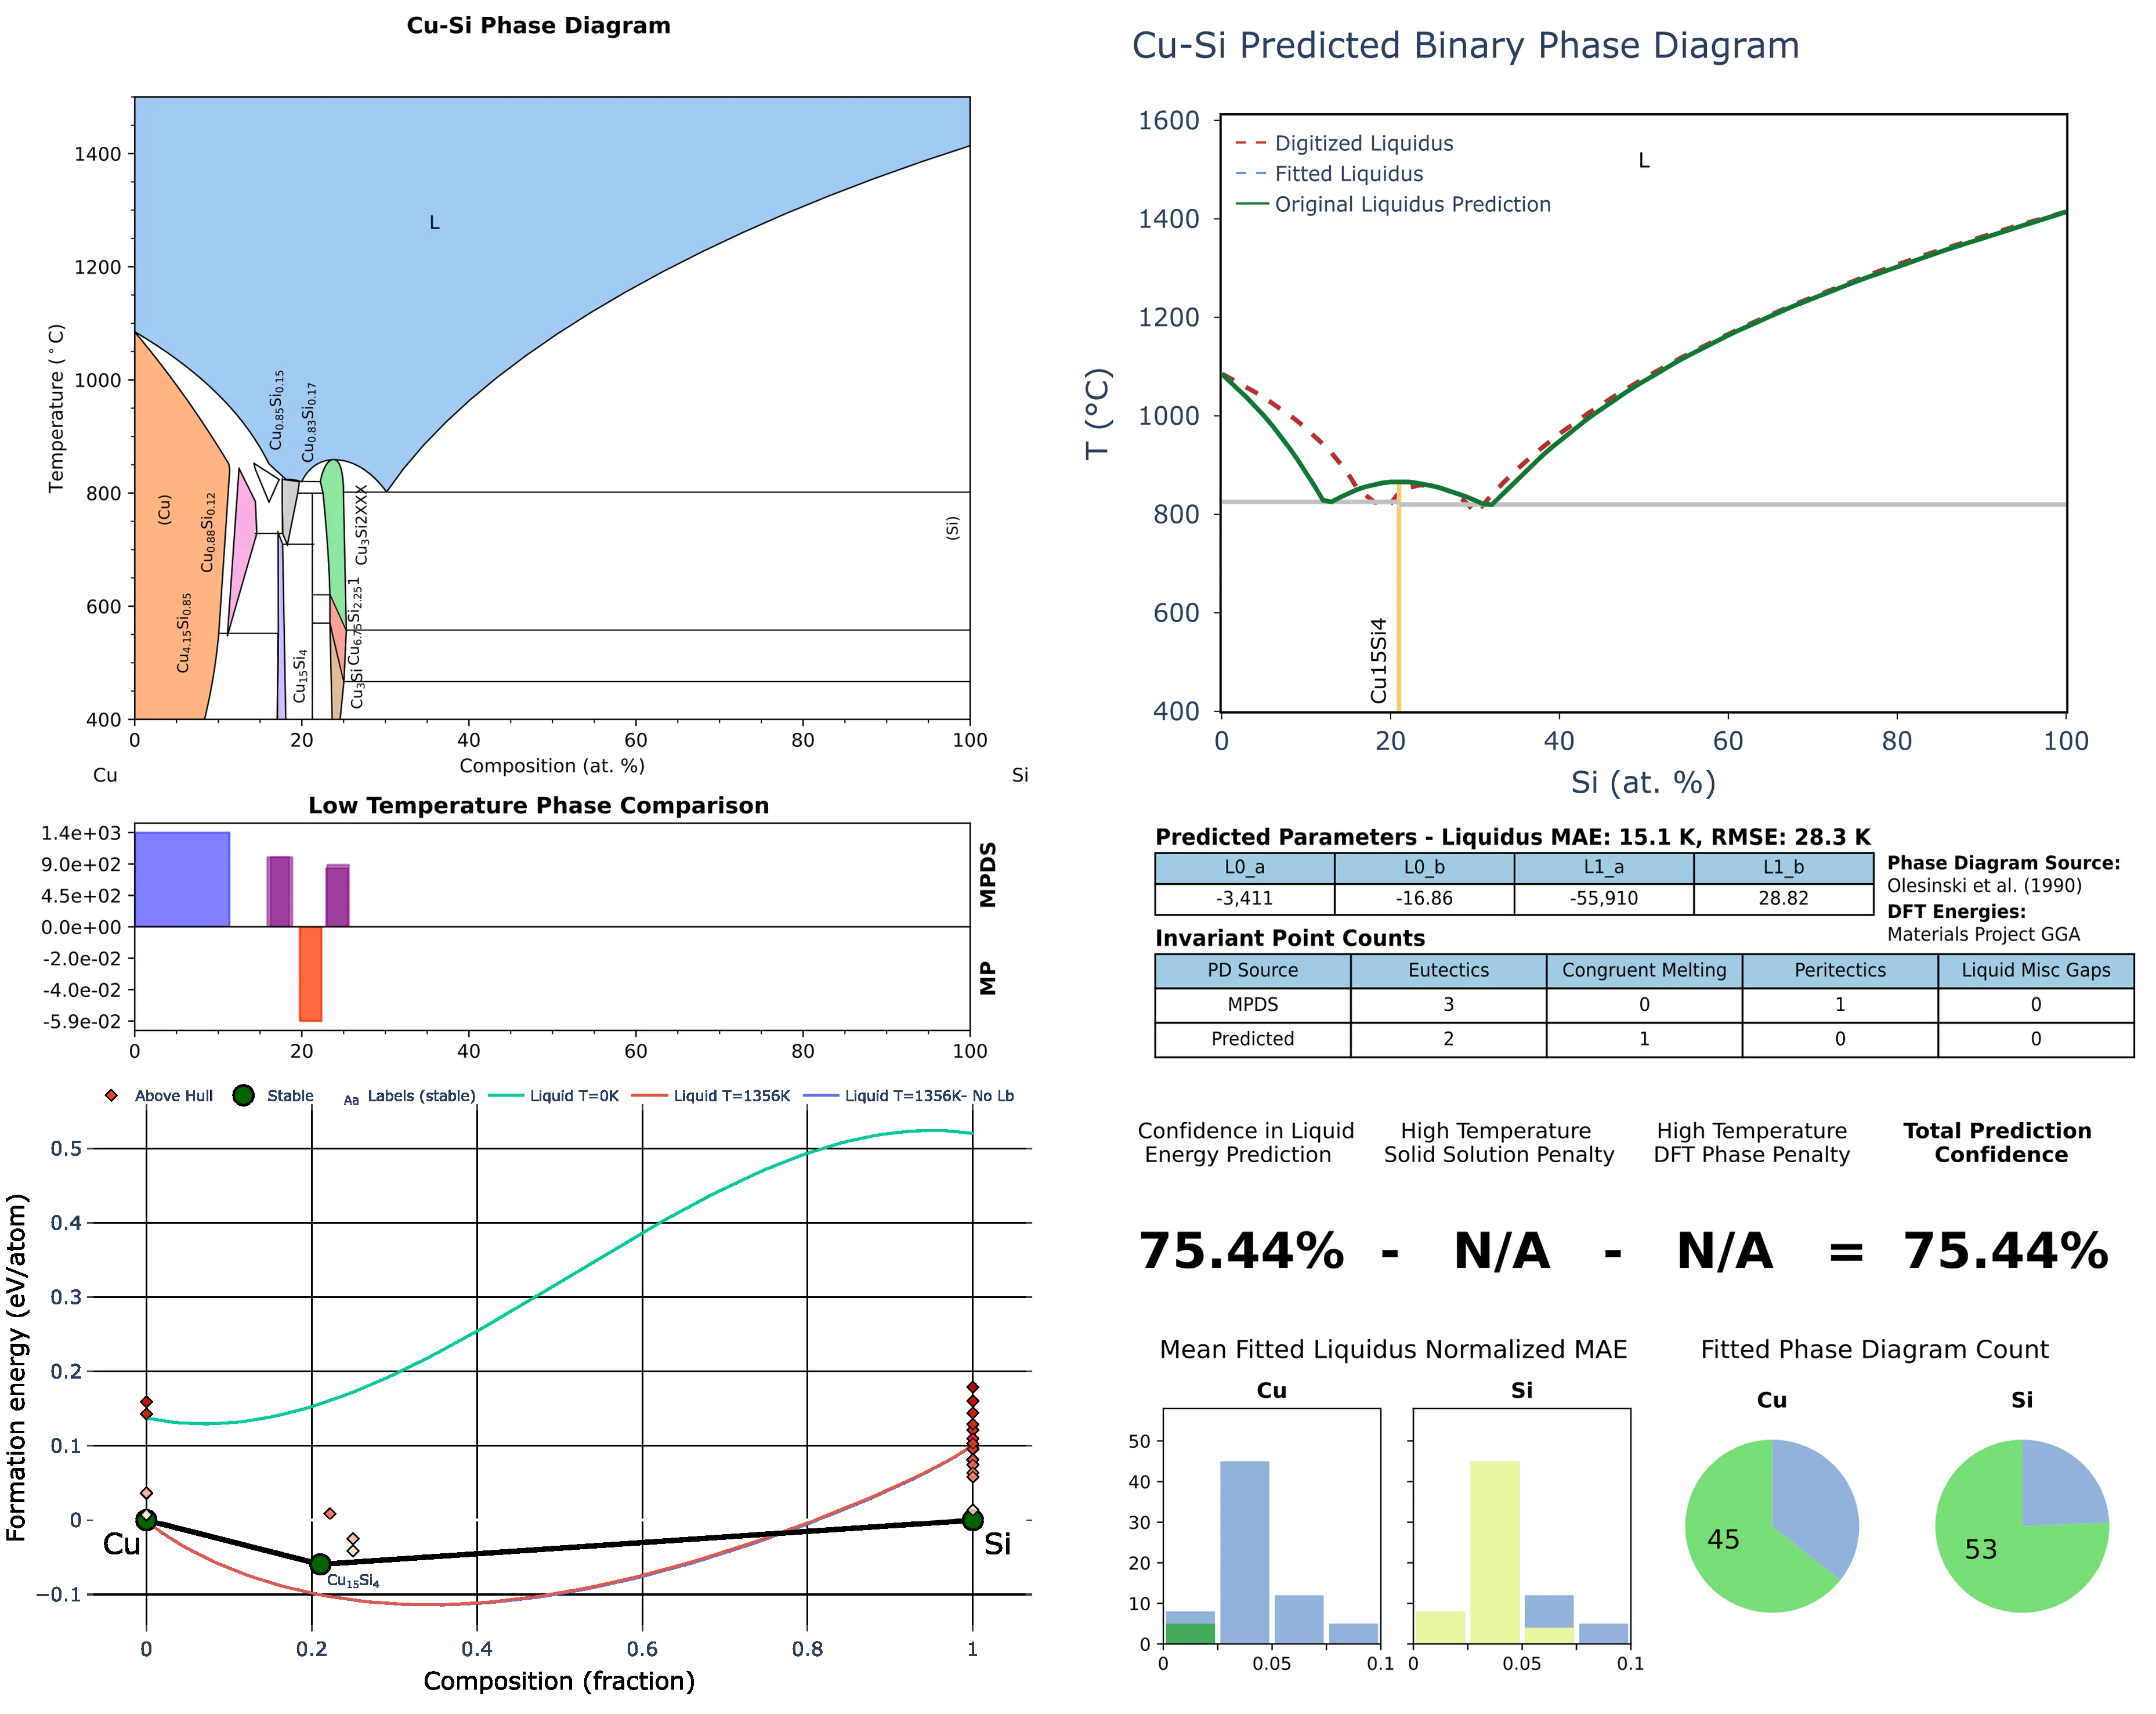 Cu-Si Phase Diagram
1400
1200
1000
800
600
400
Temperature (°C)
0
20
40
60
80
100
Composition (at. %)
Cu
Si
L
(Cu)
(Si)
Cu0.85Si0.15
Cu0.83Si0.17
Cu0.88Si0.12
Cu4.15Si0.85
Cu15Si4
Cu3Si2XXX
Cu6.75Si2.251
Cu3Si
Low Temperature Phase Comparison
1.4e+03
9.0e+02
4.5e+02
0.0e+00
-2.0e-02
-4.0e-02
-5.9e-02
MPDS
MP
0
20
40
60
80
100
Above Hull
Stable
Aa Labels (stable)
Liquid T=0K
Liquid T=1356K
Liquid T=1356K- No Lb
0.5
0.4
0.3
0.2
0.1
0
−0.1
Formation energy (eV/atom)
Cu
Cu15Si4
Si
0
0.2
0.4
0.6
0.8
1
Composition (fraction)
Cu-Si Predicted Binary Phase Diagram
1600
1400
1200
1000
800
600
400
T (°C)
Digitized Liquidus
Fitted Liquidus
Original Liquidus Prediction
L
Cu15Si4
0
20
40
60
80
100
Si (at. %)
Predicted Parameters - Liquidus MAE: 15.1 K, RMSE: 28.3 K
L0_a L0_b L1_a L1_b
-3,411 -16.86 -55,910 28.82
Phase Diagram Source:
Olesinski et al. (1990)
DFT Energies:
Materials Project GGA
Invariant Point Counts
PD Source Eutectics Congruent Melting Peritectics Liquid Misc Gaps
MPDS 3 0 1 0
Predicted 2 1 0 0
Confidence in Liquid
Energy Prediction
High Temperature
Solid Solution Penalty
High Temperature
DFT Phase Penalty
Total Prediction
Confidence
75.44% - N/A - N/A = 75.44%
Mean Fitted Liquidus Normalized MAE
Cu
Si
50
40
30
20
10
0
0
0.05
0.1
0
0.05
0.1
Fitted Phase Diagram Count
Cu
Si
45
53